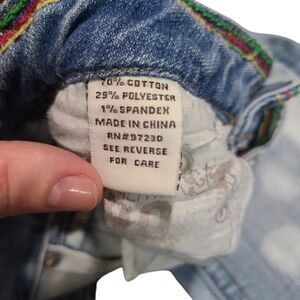 70% COTTON
29% POLYESTER
1% SPANDEX
MADE IN CHINA
RN#97230
SEE REVERSE
FOR CARE